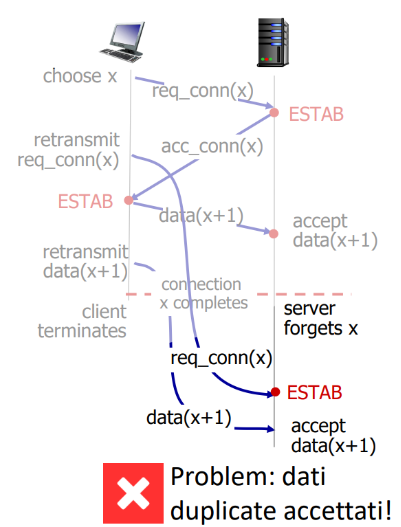 choose x
req_conn(x)
ESTAB
retransmit
req_conn(x)
acc_conn(x)
ESTAB
data(x+1)
accept
data(x+1)
retransmit
data(x+1)
connection
x completes
client
terminates
server
forgets x
req_conn(x)
ESTAB
data(x+1)
accept
data(x+1)
Problem: dati
duplicate accettati!